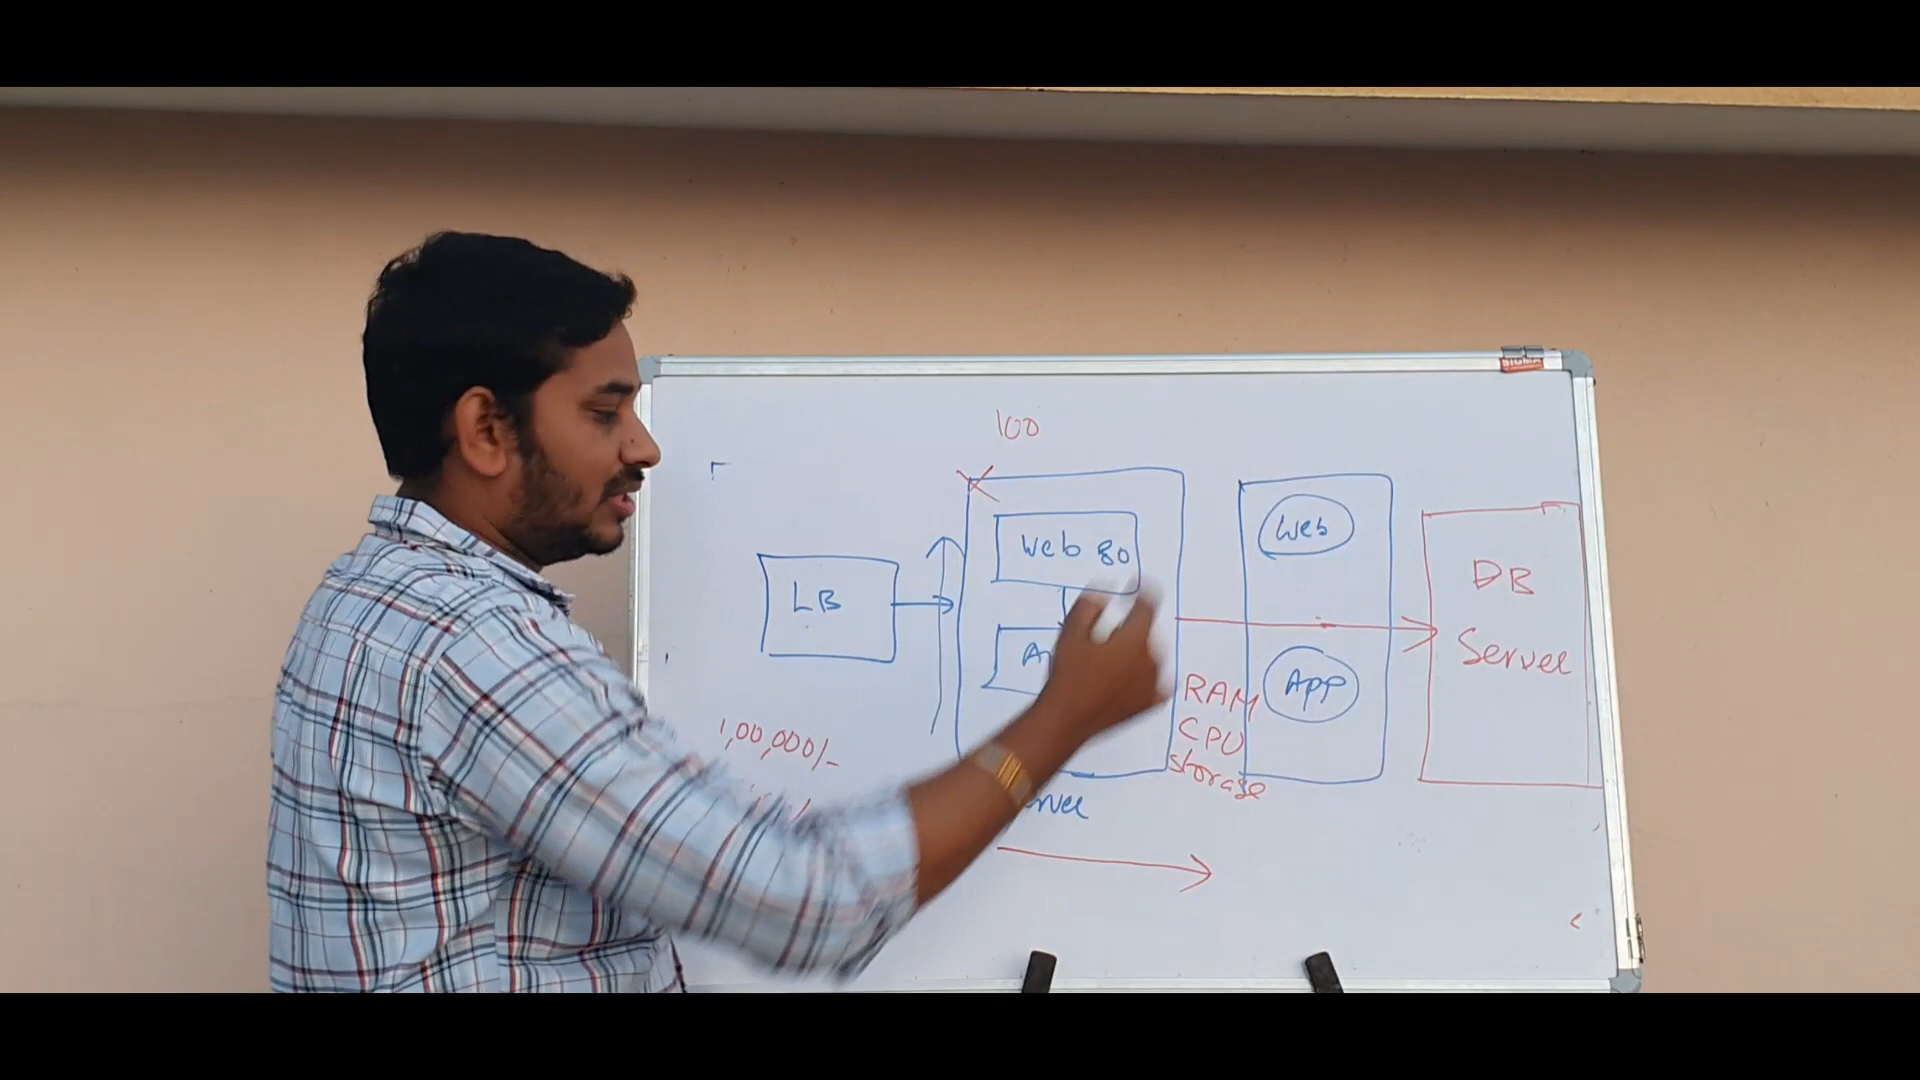 100
Web 80
Web
LB
DB
Server
App
RAM
CPU
storage
1,00,000/-